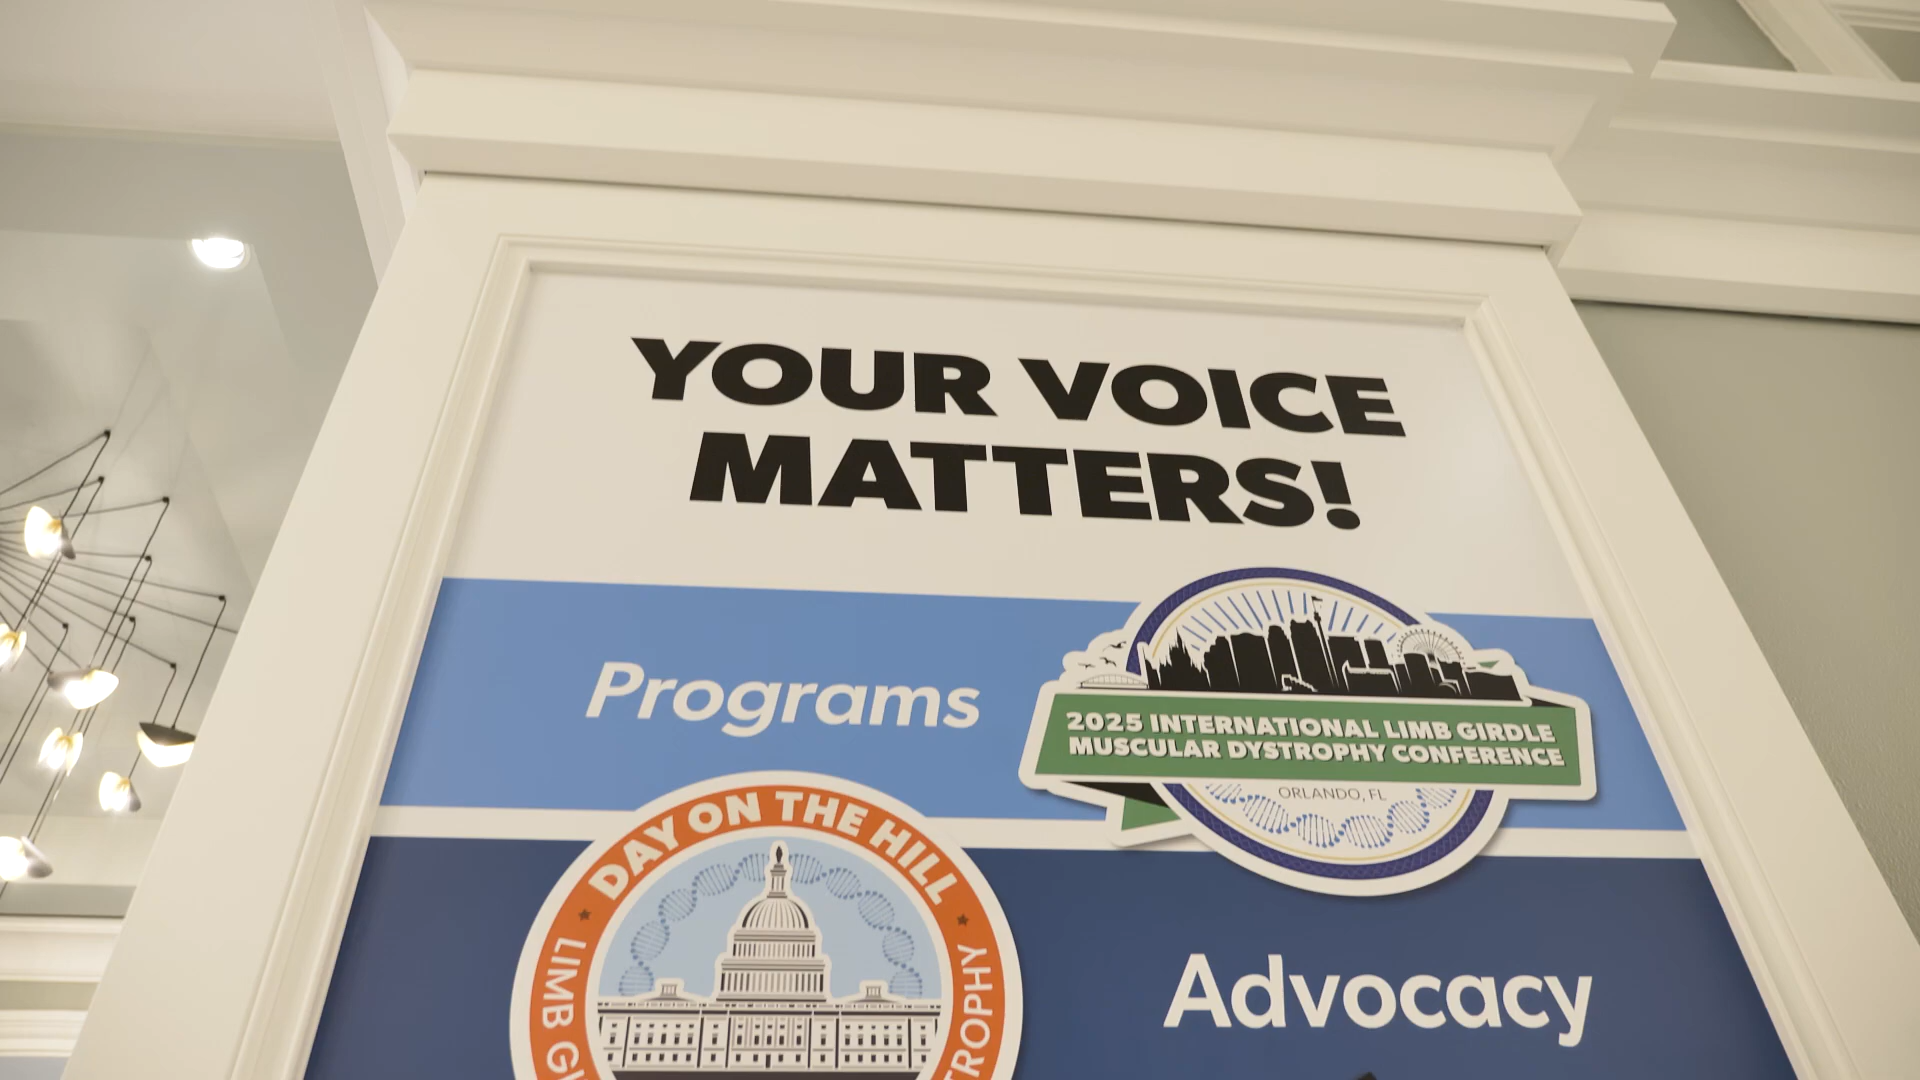 YOUR VOICE
MATTERS!
Programs
2025 INTERNATIONAL LIMB GIRDLE
MUSCULAR DYSTROPHY CONFERENCE
ORLANDO, FL
DAY ON THE HILL
LIMB
Advocacy